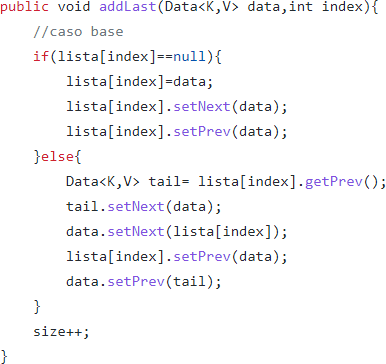 public void addLast(Data<K,V> data,int index){
    //caso base
    if(lista[index]==null){
        lista[index]=data;
        lista[index].setNext(data);
        lista[index].setPrev(data);
    }else{
        Data<K,V> tail= lista[index].getPrev();
        tail.setNext(data);
        data.setNext(lista[index]);
        lista[index].setPrev(data);
        data.setPrev(tail);
    }
    size++;
}